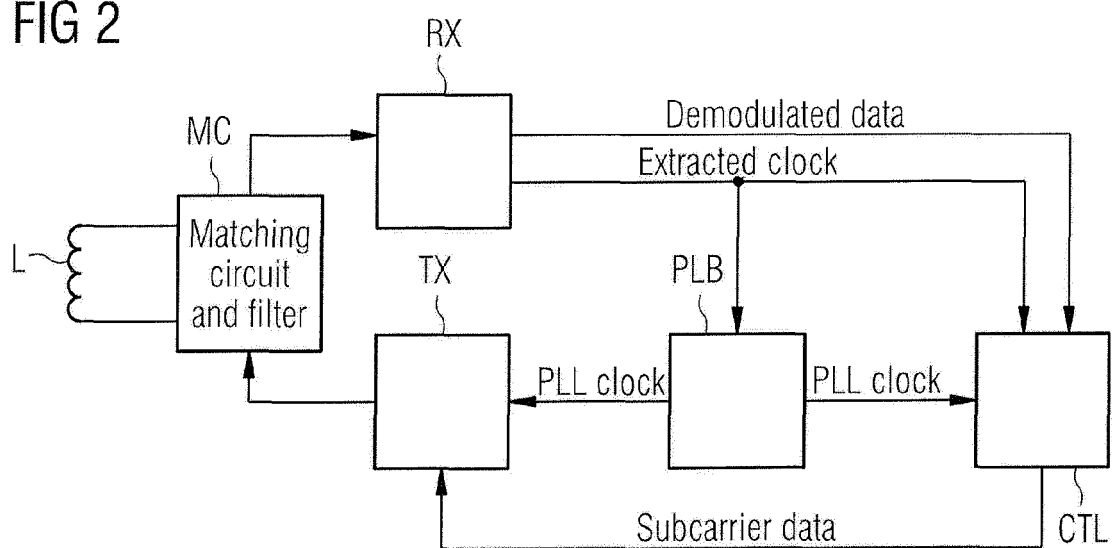 FIG 2
RX
Demodulated data
MC
Extracted clock
Matching
circuit
and filter
L
TX
PLB
PLL clock
PLL clock
Subcarrier data
CTL